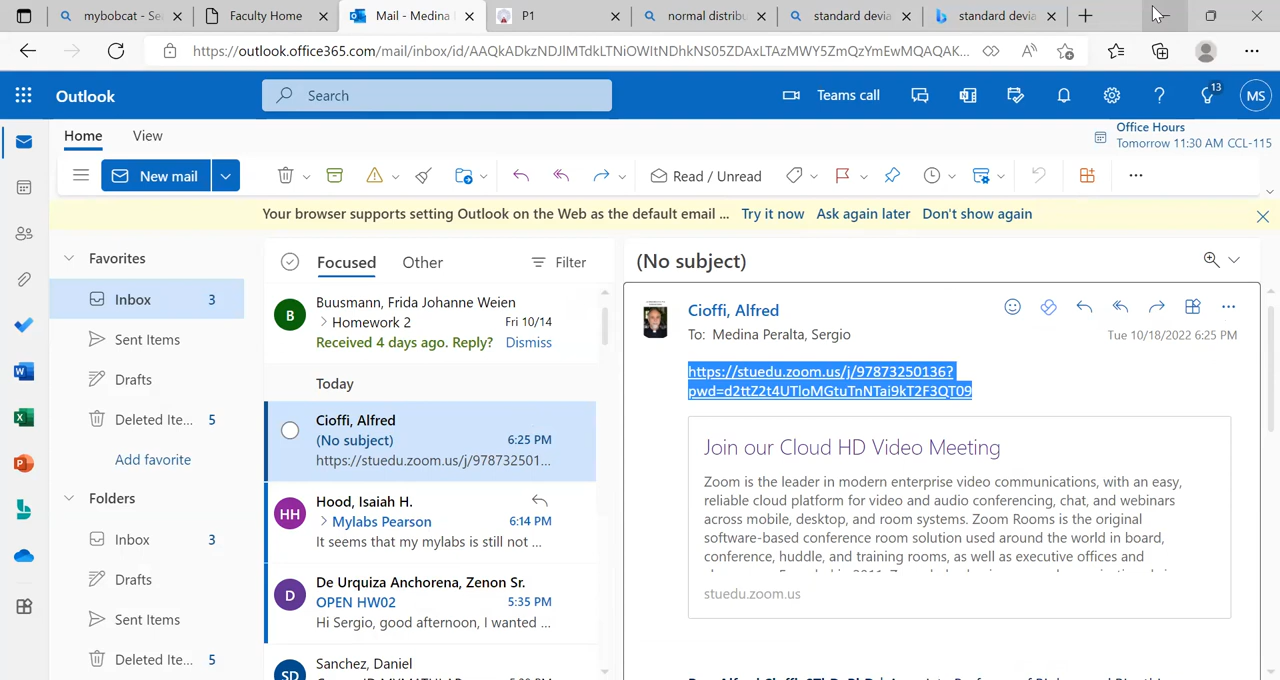 mybobcat - Se
Faculty Home
Mail - Medina
P1
normal distribu
standard devia
standard devia
https://outlook.office365.com/mail/inbox/id/AAQkADkzNDJlMTdkLTNiOWItNDhkNS05ZDAxLTAzMWY5ZmQzYmEwMQAQAK...
Outlook
Search
Teams call
13
MS
Home
View
Office Hours
Tomorrow 11:30 AM CCL-115
New mail
Read / Unread
Your browser supports setting Outlook on the Web as the default email ...
Try it now
Ask again later
Don't show again
Favorites
Inbox 3
Sent Items
Drafts
Deleted Ite... 5
Add favorite
Folders
Inbox 3
Drafts
Sent Items
Deleted Ite... 5
Focused
Other
Filter
B
Buusmann, Frida Johanne Weien
Homework 2 Fri 10/14
Received 4 days ago. Reply? Dismiss
Today
Cioffi, Alfred
(No subject) 6:25 PM
https://stuedu.zoom.us/j/978732501...
HH
Hood, Isaiah H.
Mylabs Pearson 6:14 PM
It seems that my mylabs is still not ...
D
De Urquiza Anchorena, Zenon Sr.
OPEN HW02 5:35 PM
Hi Sergio, good afternoon, I wanted ...
SD
Sanchez, Daniel
(No subject)
Cioffi, Alfred
To: Medina Peralta, Sergio
Tue 10/18/2022 6:25 PM
https://stuedu.zoom.us/j/97873250136?
pwd=d2ttZ2t4UTloMGtuTnNTai9kT2F3QT09
Join our Cloud HD Video Meeting
Zoom is the leader in modern enterprise video communications, with an easy,
reliable cloud platform for video and audio conferencing, chat, and webinars
across mobile, desktop, and room systems. Zoom Rooms is the original
software-based conference room solution used around the world in board,
conference, huddle, and training rooms, as well as executive offices and
stuedu.zoom.us